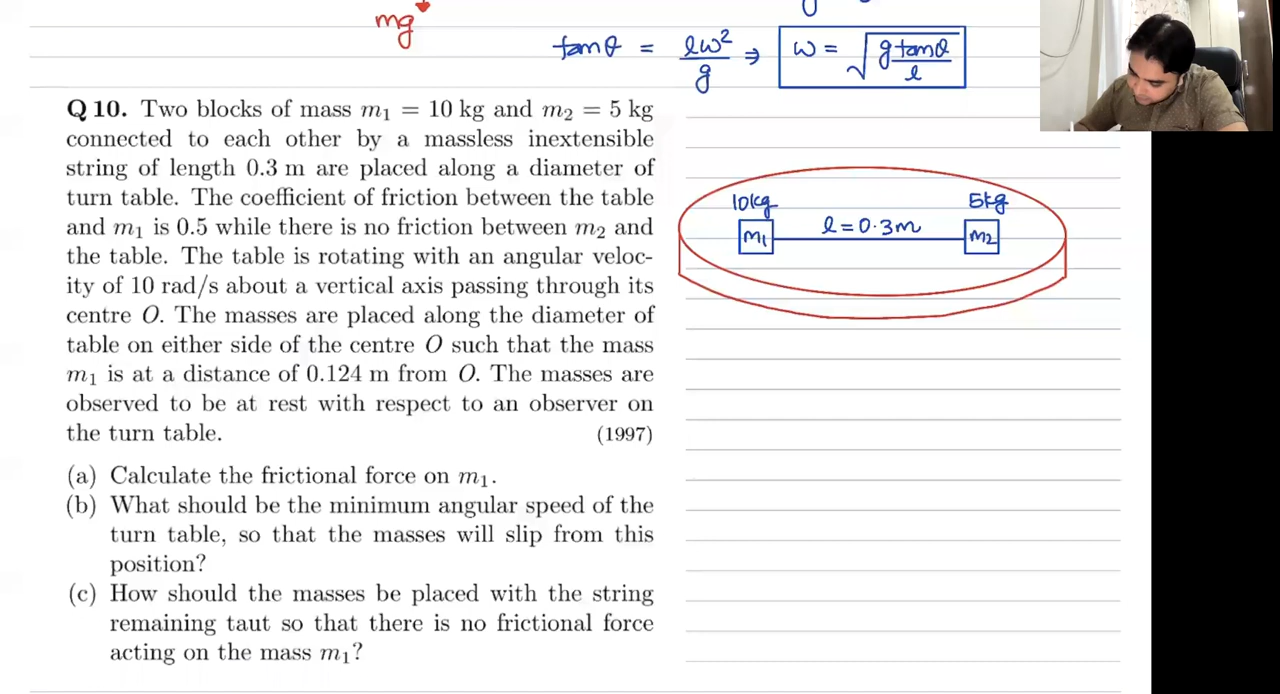 mg
tanθ = lω²/g ⇒ ω = √(g tanθ/l)
Q 10. Two blocks of mass m₁ = 10 kg and m₂ = 5 kg
connected to each other by a massless inextensible
string of length 0.3 m are placed along a diameter of
turn table. The coefficient of friction between the table
and m₁ is 0.5 while there is no friction between m₂ and
the table. The table is rotating with an angular veloc-
ity of 10 rad/s about a vertical axis passing through its
centre O. The masses are placed along the diameter of
table on either side of the centre O such that the mass
m₁ is at a distance of 0.124 m from O. The masses are
observed to be at rest with respect to an observer on
the turn table. (1997)
(a) Calculate the frictional force on m₁.
(b) What should be the minimum angular speed of the
turn table, so that the masses will slip from this
position?
(c) How should the masses be placed with the string
remaining taut so that there is no frictional force
acting on the mass m₁?
10kg 5kg
m₁ l = 0.3m m₂